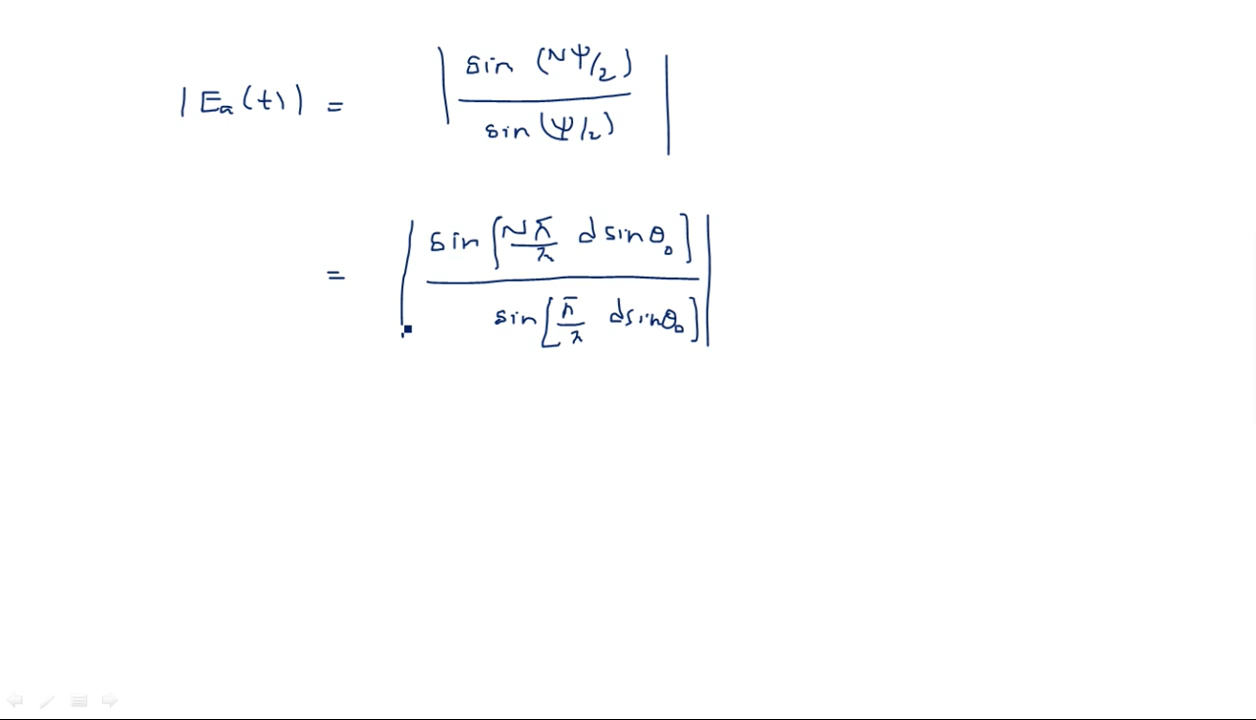 |Eₐ(t)| = | sin (Nψ/2) / sin(ψ/2) |
= | sin[Nπ/λ d sinθ₀] / sin[π/λ d sinθ₀] |